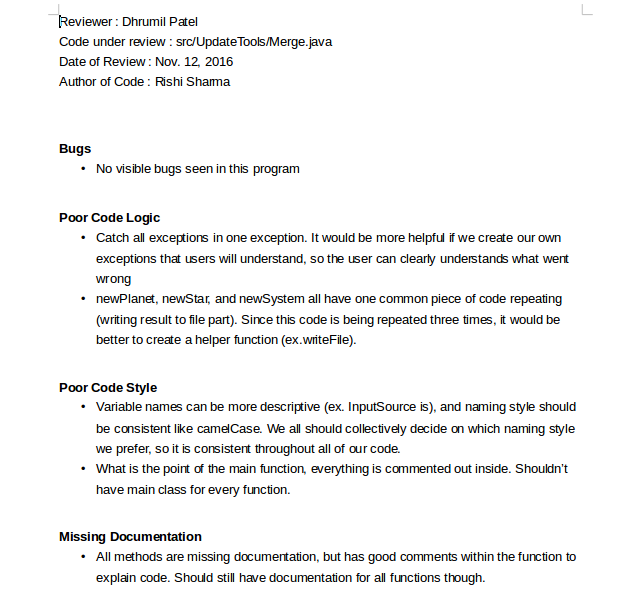 Reviewer : Dhrumil Patel
Code under review : src/UpdateTools/Merge.java
Date of Review : Nov. 12, 2016
Author of Code : Rishi Sharma
Bugs
• No visible bugs seen in this program
Poor Code Logic
• Catch all exceptions in one exception. It would be more helpful if we create our own
exceptions that users will understand, so the user can clearly understands what went
wrong
• newPlanet, newStar, and newSystem all have one common piece of code repeating
(writing result to file part). Since this code is being repeated three times, it would be
better to create a helper function (ex.writeFile).
Poor Code Style
• Variable names can be more descriptive (ex. InputSource is), and naming style should
be consistent like camelCase. We all should collectively decide on which naming style
we prefer, so it is consistent throughout all of our code.
• What is the point of the main function, everything is commented out inside. Shouldn't
have main class for every function.
Missing Documentation
• All methods are missing documentation, but has good comments within the function to
explain code. Should still have documentation for all functions though.